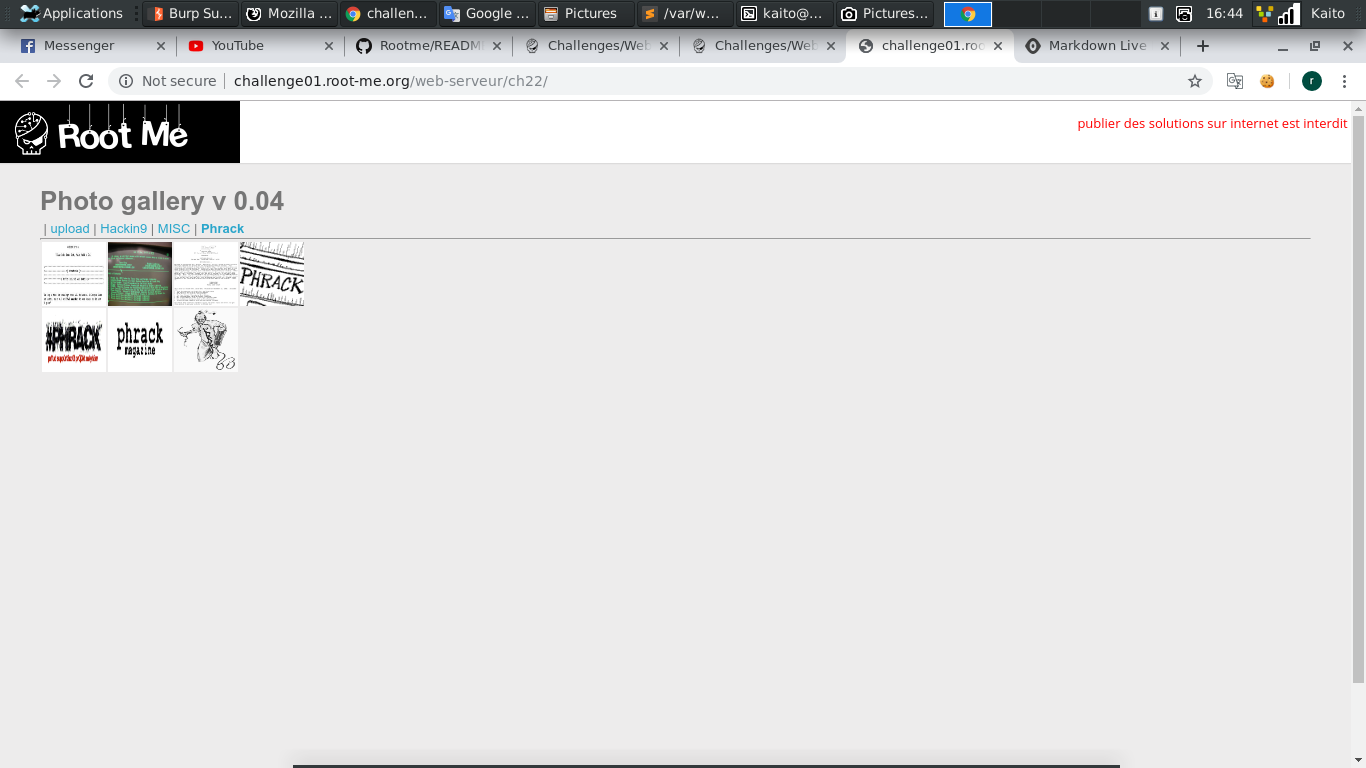 Applications Burp Su... Mozilla ... challen... Google ... Pictures /var/w... kaito@... Pictures... 16:44 Kaito
Messenger YouTube Rootme/READM Challenges/Web Challenges/Web challenge01.roo Markdown Live
Not secure challenge01.root-me.org/web-serveur/ch22/ r
Root Me
publier des solutions sur internet est interdit
Photo gallery v 0.04
| upload | Hackin9 | MISC | Phrack
PHRACK
#PHRACK
phrack
magazine
63